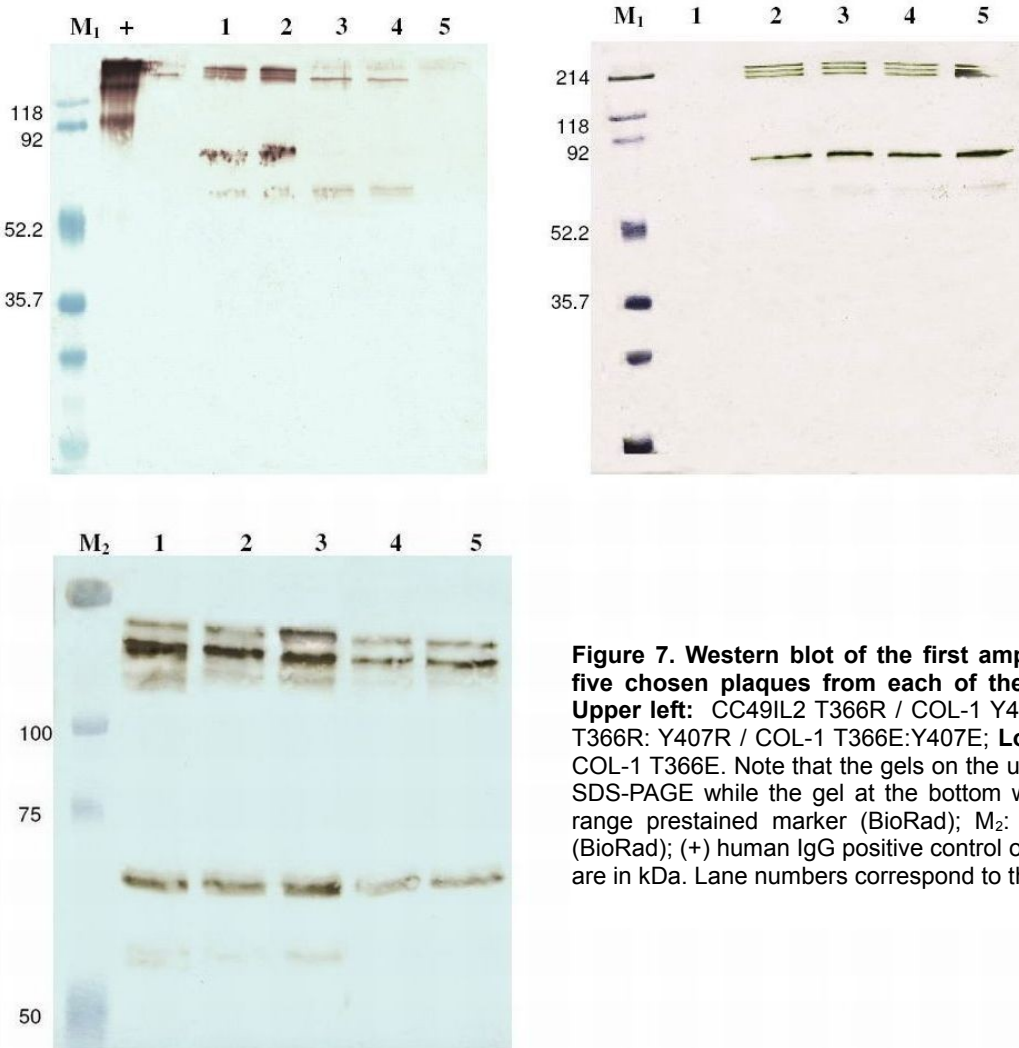 M₁ + 1 2 3 4 5
118
92
52.2
35.7
M₁ 1 2 3 4 5
214
118
92
52.2
35.7
M₂ 1 2 3 4 5
100
75
50
Figure 7. Western blot of the first amp
five chosen plaques from each of the
Upper left: CC49IL2 T366R / COL-1 Y4
T366R: Y407R / COL-1 T366E:Y407E; Lo
COL-1 T366E. Note that the gels on the u
SDS-PAGE while the gel at the bottom w
range prestained marker (BioRad); M₂:
(BioRad); (+) human IgG positive control o
are in kDa. Lane numbers correspond to th